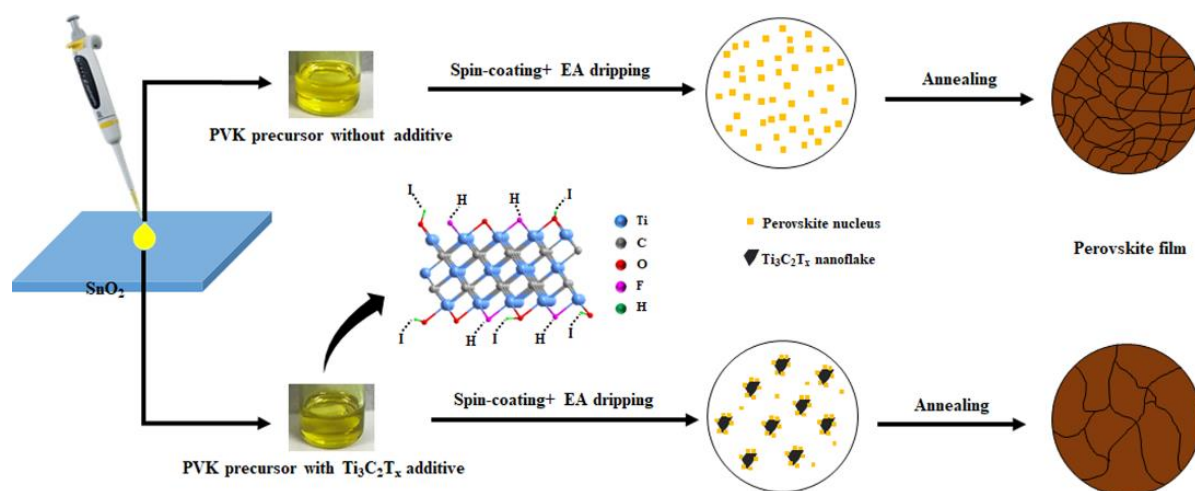 Spin-coating+ EA dripping
Annealing
PVK precursor without additive
I
H
H
I
Ti
C
O
F
H
I
H
I
H
I
Perovskite nucleus
Ti₃C₂Tₓ nanoflake
Perovskite film
SnO₂
Spin-coating+ EA dripping
Annealing
PVK precursor with Ti₃C₂Tₓ additive